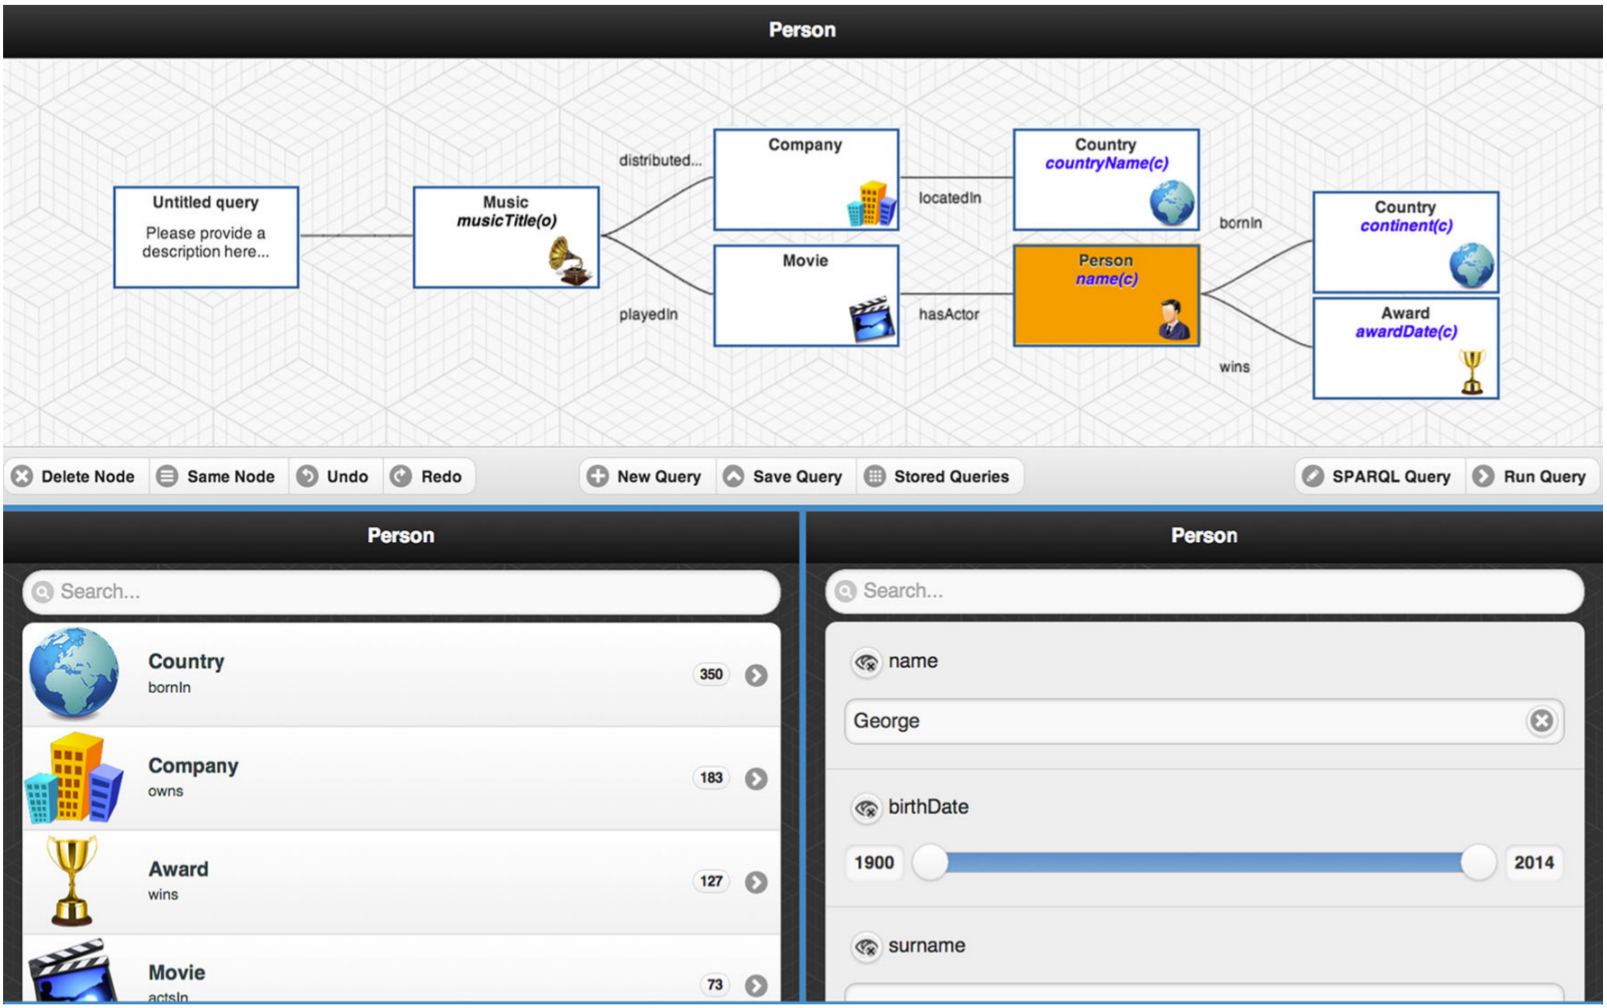 Person
Untitled query
Please provide a
description here...
Music
musicTitle(o)
distributed...
playedIn
Company
Movie
locatedIn
hasActor
Country
countryName(c)
Person
name(c)
bornIn
wins
Country
continent(c)
Award
awardDate(c)
Delete Node
Same Node
Undo
Redo
New Query
Save Query
Stored Queries
SPARQL Query
Run Query
Person
Search...
Country
bornIn
350
Company
owns
183
Award
wins
127
Movie
actsIn
73
Person
Search...
name
George
birthDate
1900
2014
surname